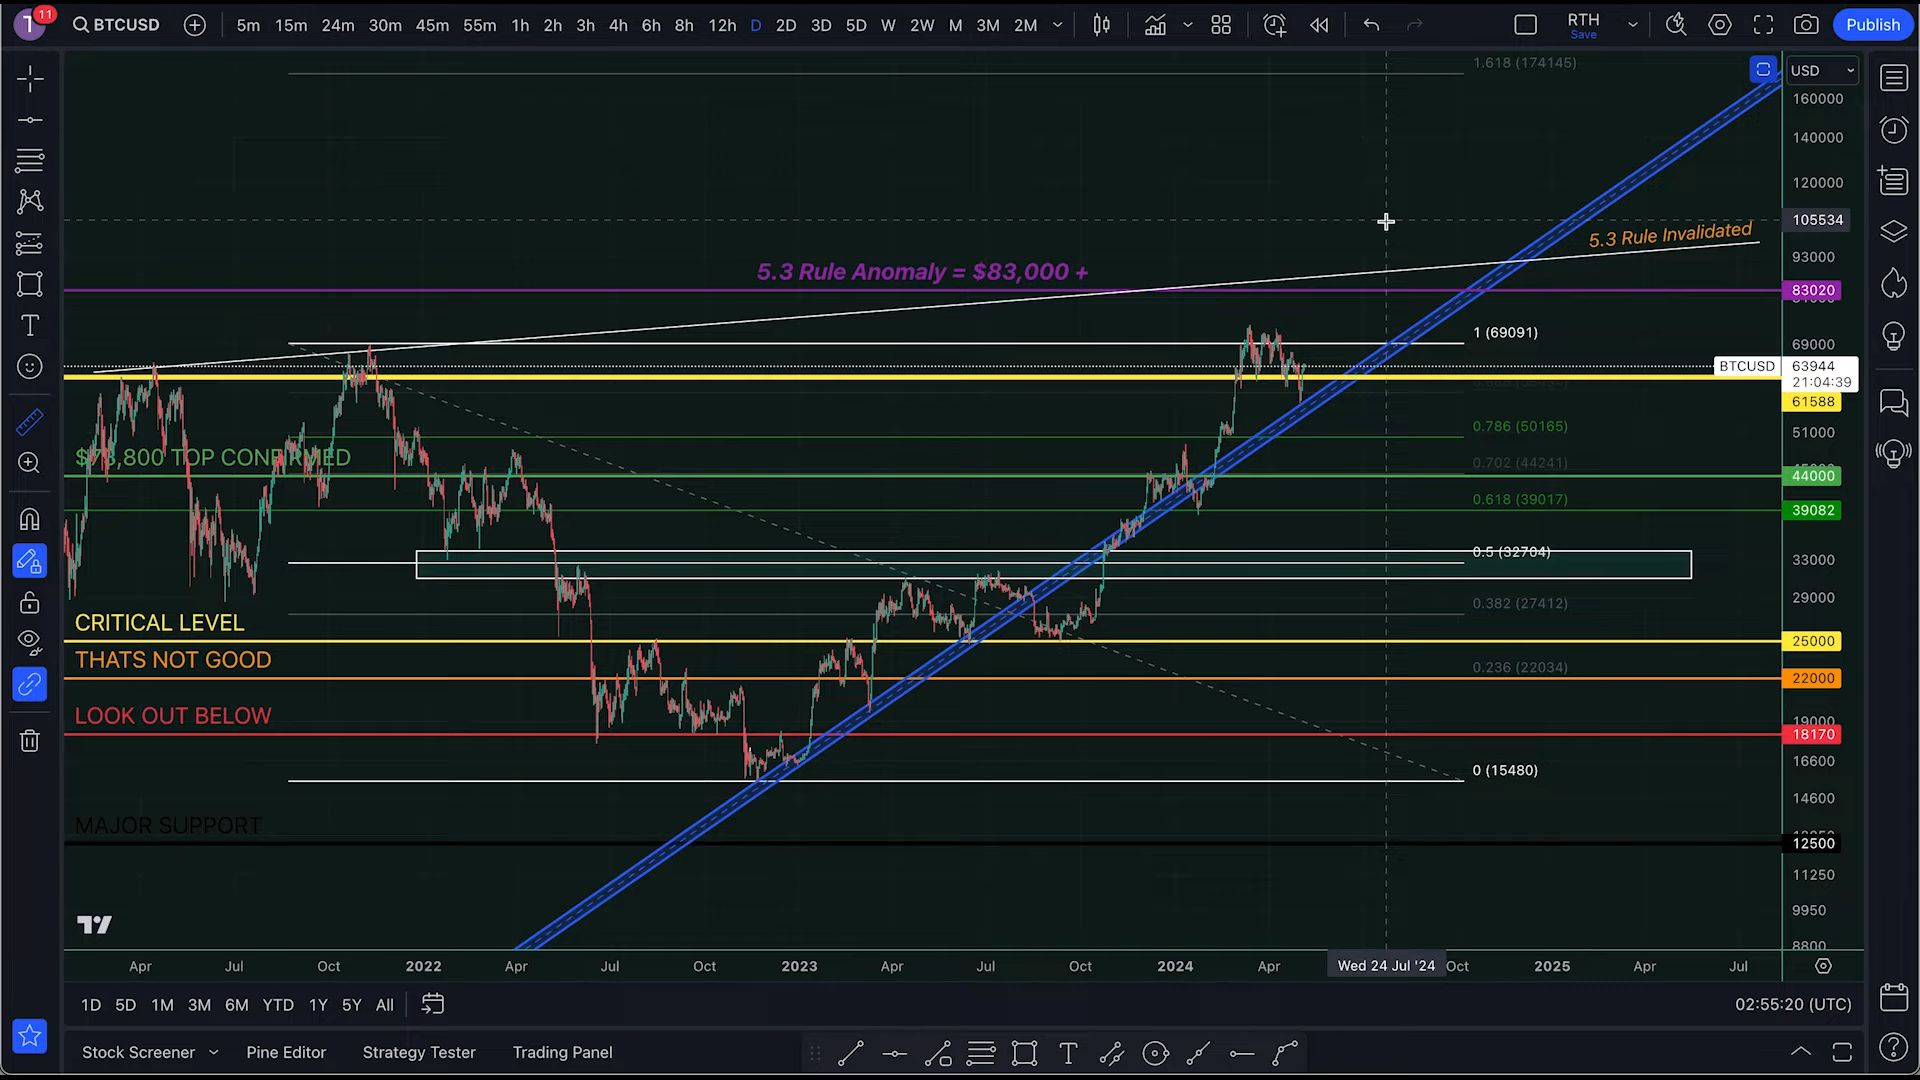 T 11 BTCUSD 5m 15m 24m 30m 45m 55m 1h 2h 3h 4h 6h 8h 12h D 2D 3D 5D W 2W M 3M 2M RTH Save Publish
1.618 (174145)
USD
160000
140000
120000
105534
5.3 Rule Invalidated
93000
5.3 Rule Anomaly = $83,000 +
83020
1 (69091)
69000
BTCUSD 63944
21:04:39
61588
0.786 (50165)
51000
$73,800 TOP CONFIRMED
0.702 (44241)
44000
0.618 (39017)
39082
0.5 (32704)
33000
0.382 (27412)
29000
CRITICAL LEVEL
25000
THATS NOT GOOD
0.236 (22034)
22000
LOOK OUT BELOW
19000
18170
16600
0 (15480)
14600
MAJOR SUPPORT
12500
11250
9950
8800
Apr Jul Oct 2022 Apr Jul Oct 2023 Apr Jul Oct 2024 Apr Wed 24 Jul '24 Oct 2025 Apr Jul
1D 5D 1M 3M 6M YTD 1Y 5Y All 02:55:20 (UTC)
Stock Screener Pine Editor Strategy Tester Trading Panel